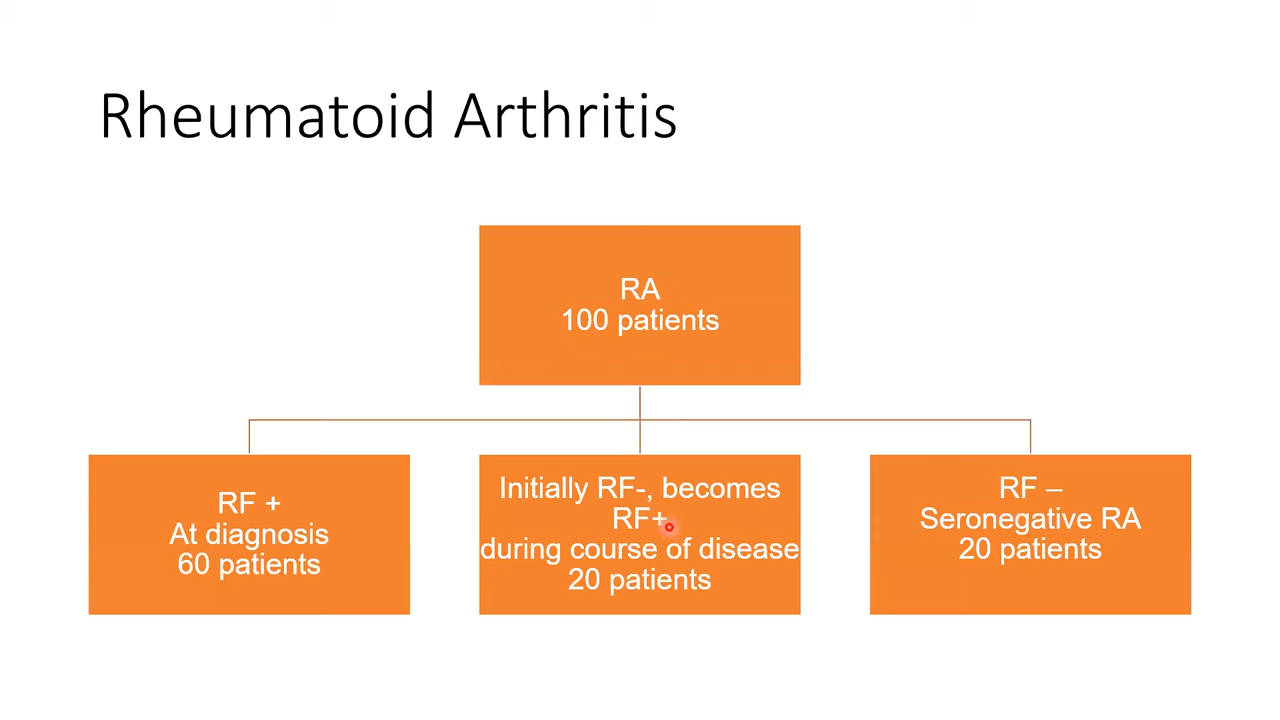 Rheumatoid Arthritis
RA
100 patients
RF +
At diagnosis
60 patients
Initially RF-, becomes
RF+
during course of disease
20 patients
RF –
Seronegative RA
20 patients